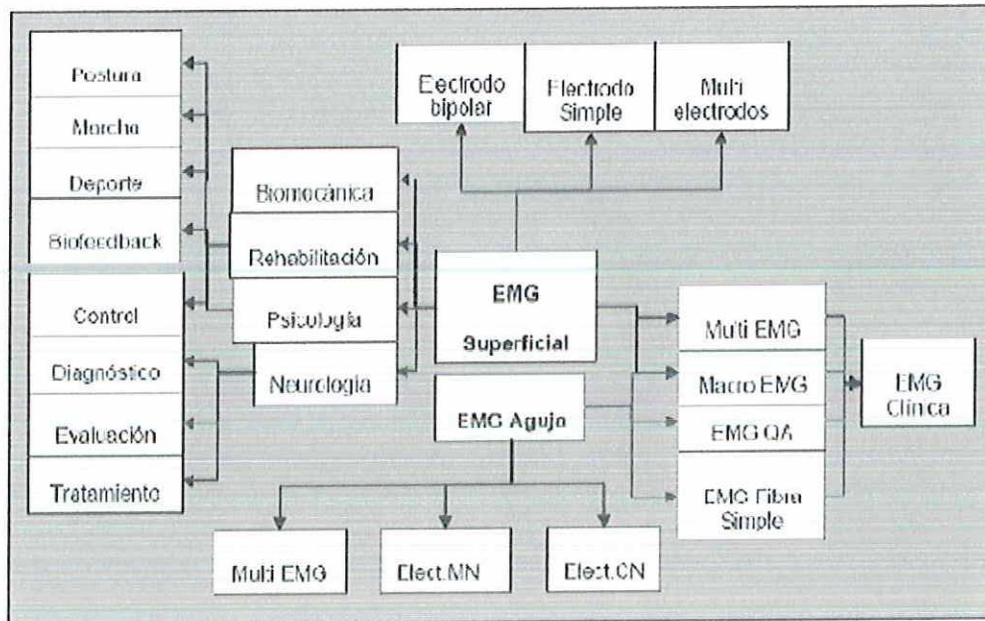 Postura
Marcha
Deporte
Biofeedback
Control
Diagnóstico
Evaluación
Tratamiento
Biomecánica
Rehabilitación
Psicología
Neurología
Electrodo
bipolar
Electrodo
Simple
Multi
electrodos
EMG
Superficial
EMG Aguja
Multi EMG
Macro EMG
EMG QA
EMG Fibra
Simple
EMG
Clínica
Multi EMG
Elect.MN
Elect.CN